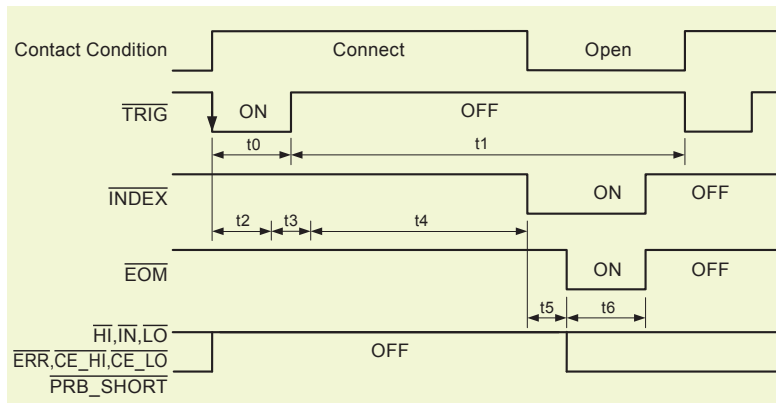 Contact Condition
Connect
Open
TRIG
ON
OFF
t0
t1
INDEX
ON
OFF
t2
t3
t4
EOM
ON
OFF
t5
t6
HI,IN,LO
ERR,CE_HI,CE_LO
OFF
PRB_SHORT